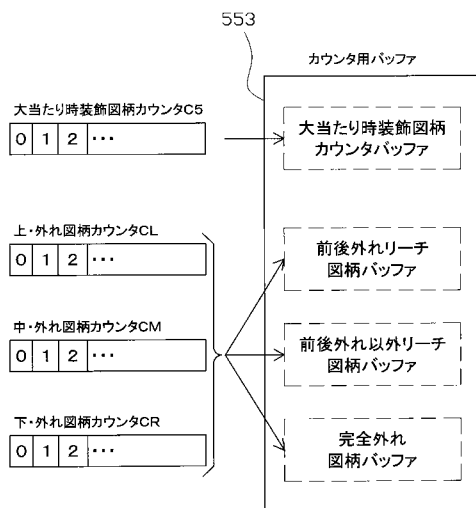 553
カウンタ用バッファ
大当たり時装飾図柄カウンタC5
0 1 2 ・・・
大当たり時装飾図柄
カウンタバッファ
上・外れ図柄カウンタCL
0 1 2 ・・・
前後外れリーチ
図柄バッファ
中・外れ図柄カウンタCM
0 1 2 ・・・
前後外れ以外リーチ
図柄バッファ
下・外れ図柄カウンタCR
0 1 2 ・・・
完全外れ
図柄バッファ